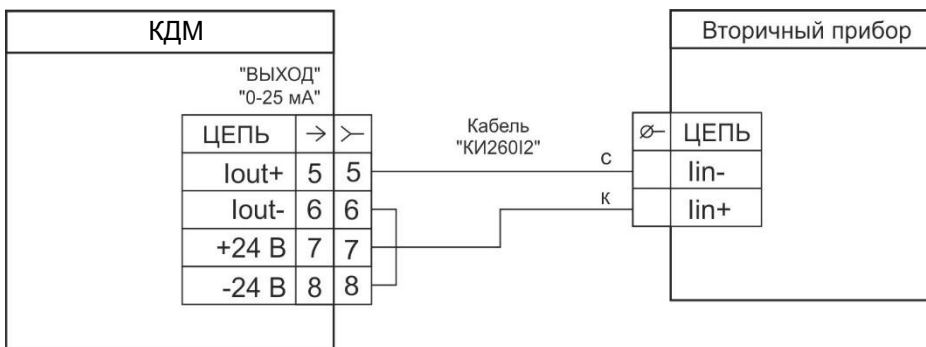 КДМ
Вторичный прибор
"ВЫХОД"
"0-25 мА"
ЦЕПЬ
Iout+ 5 5
Iout- 6 6
+24 В 7 7
-24 В 8 8
Кабель
"КИ260I2"
с
к
ЦЕПЬ
Iin-
Iin+